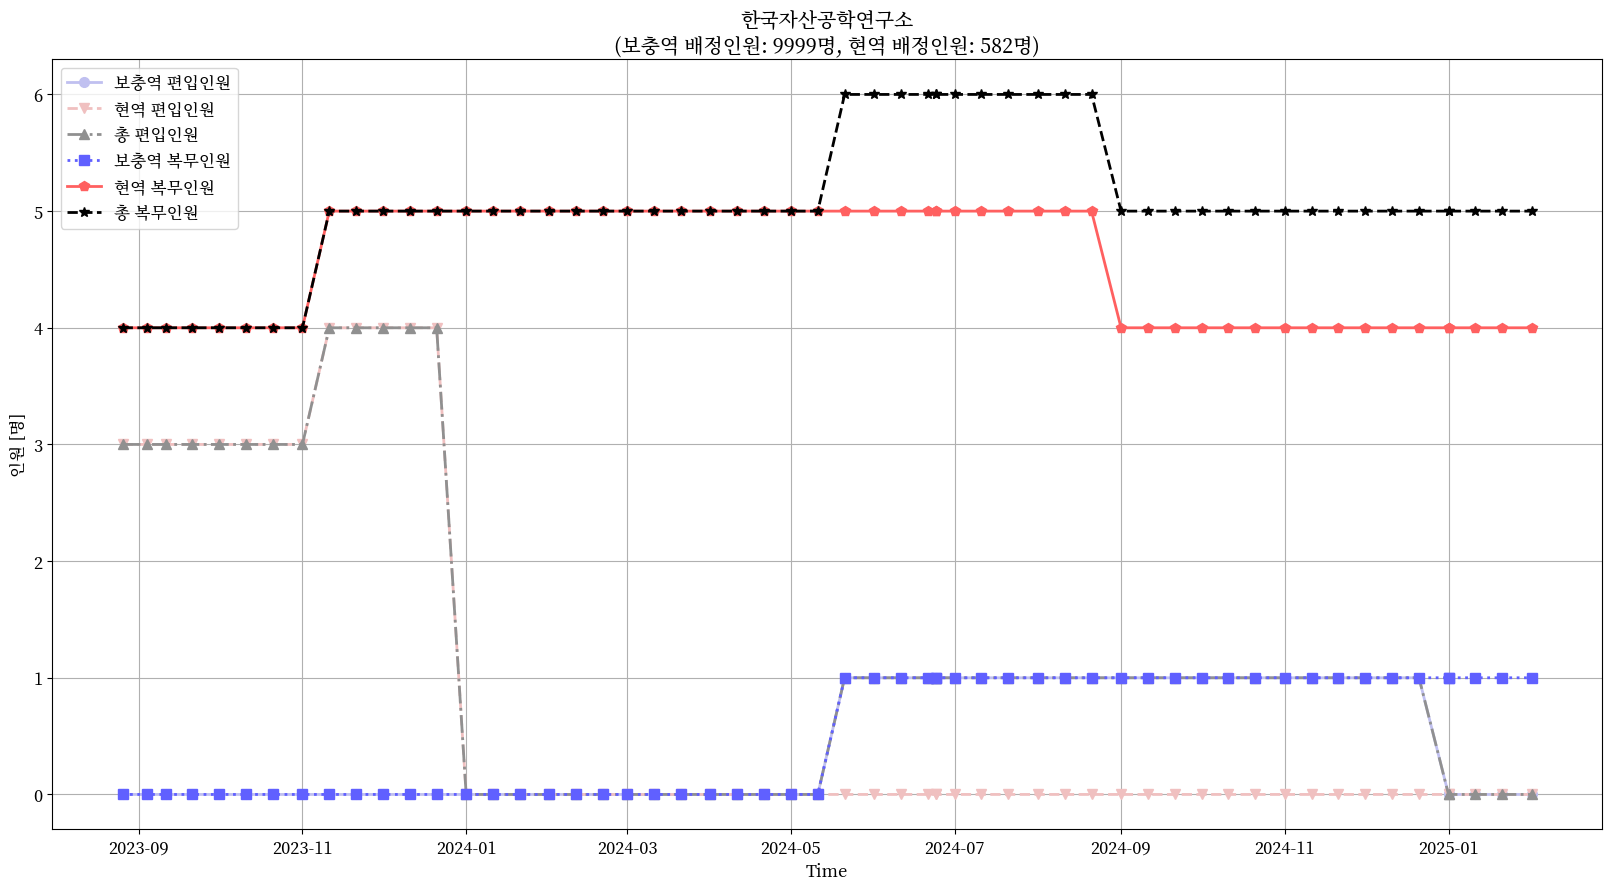 한국자산공학연구소
(보충역 배정인원: 9999명, 현역 배정인원: 582명)
보충역 편입인원
현역 편입인원
총 편입인원
보충역 복무인원
현역 복무인원
총 복무인원
인원 [명]
6
5
4
3
2
1
0
2023-09 2023-11 2024-01 2024-03 2024-05 2024-07 2024-09 2024-11 2025-01
Time